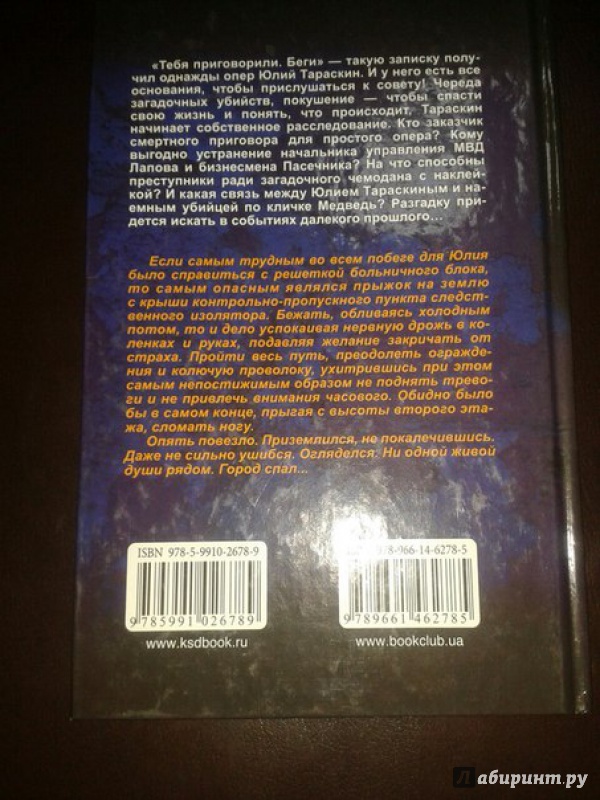 «Тебя приговорили. Беги» — такую записку полу-
чил однажды опер Юлий Тараскин. И у него есть все
основания, чтобы прислушаться к совету! Череда
загадочных убийств, покушение — чтобы спасти
свою жизнь и понять, что происходит, Тараскин
начинает собственное расследование. Кто заказчик
смертного приговора для простого опера? Кому
выгодно устранение начальника управления МВД
Лапова и бизнесмена Пасечника? На что способны
преступники ради загадочного чемодана с наклей-
кой? И какая связь между Юлием Тараскиным и на-
емным убийцей по кличке Медведь? Разгадку при-
дется искать в событиях далекого прошлого...
Если самым трудным во всем побеге для Юлия
было справиться с решеткой больничного блока,
то самым опасным являлся прыжок на землю
с крыши контрольно-пропускного пункта следст-
венного изолятора. Бежать, обливаясь холодным
потом, то и дело успокаивая нервную дрожь в ко-
ленках и руках, подавляя желание закричать от
страха. Пройти весь путь, преодолеть огражде-
ния и колючую проволоку, ухитрившись при этом
самым непостижимым образом не поднять трево-
ги и не привлечь внимания часового. Обидно было
бы в самом конце, прыгая с высоты второго эта-
жа, сломать ногу.
Опять повезло. Приземлился, не покалечившись.
Даже не сильно ушибся. Огляделся. Ни одной живой
души рядом. Город спал...
ISBN 978-5-9910-2678-9
9 785991 026789
www.ksdbook.ru
978-966-14-6278-5
9 789661 462785
www.bookclub.ua
абиринт.ру